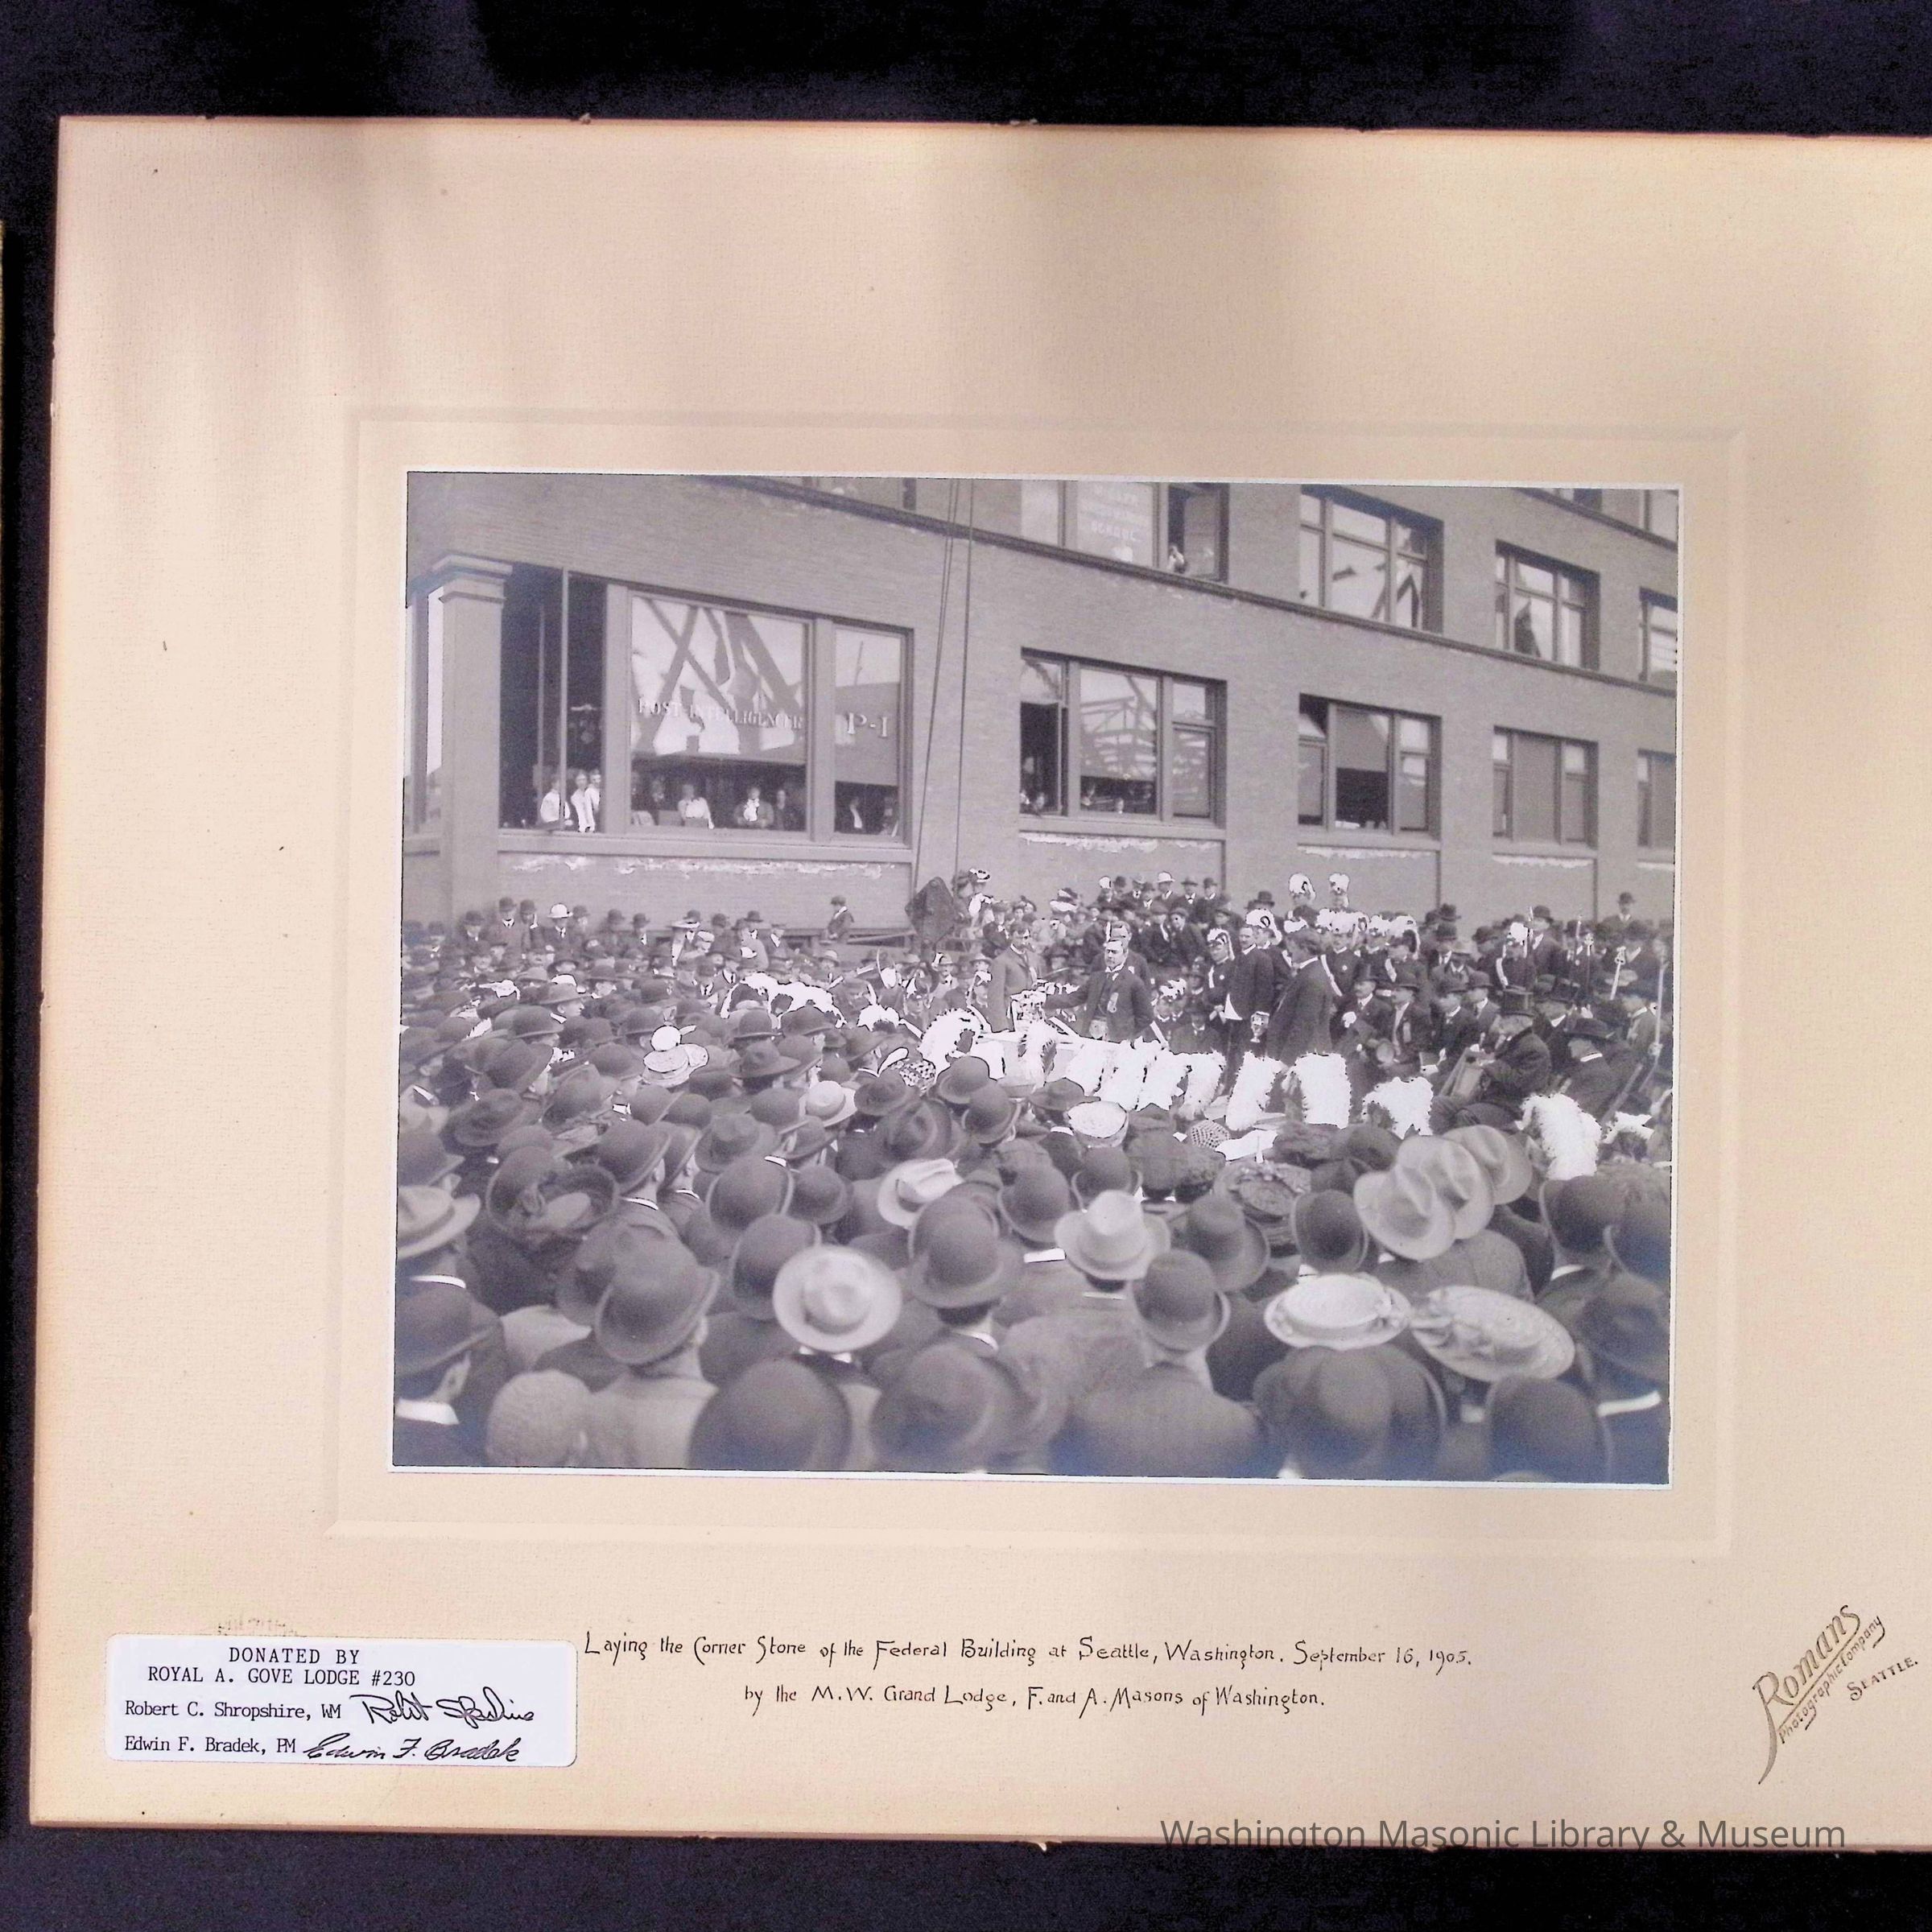 SCHOOL
POST-INTELLIGENCER
P-I
Laying the Corner Stone of the Federal Building at Seattle, Washington. September 16, 1905.
by the M.W. Grand Lodge, F. and A. Masons of Washington.
DONATED BY
ROYAL A. GOVE LODGE #230
Robert C. Shropshire, WM
Edwin F. Bradek, PM Edwin F. Bradek
Romans
Photographic Company
SEATTLE.
Washington Masonic Library & Museum